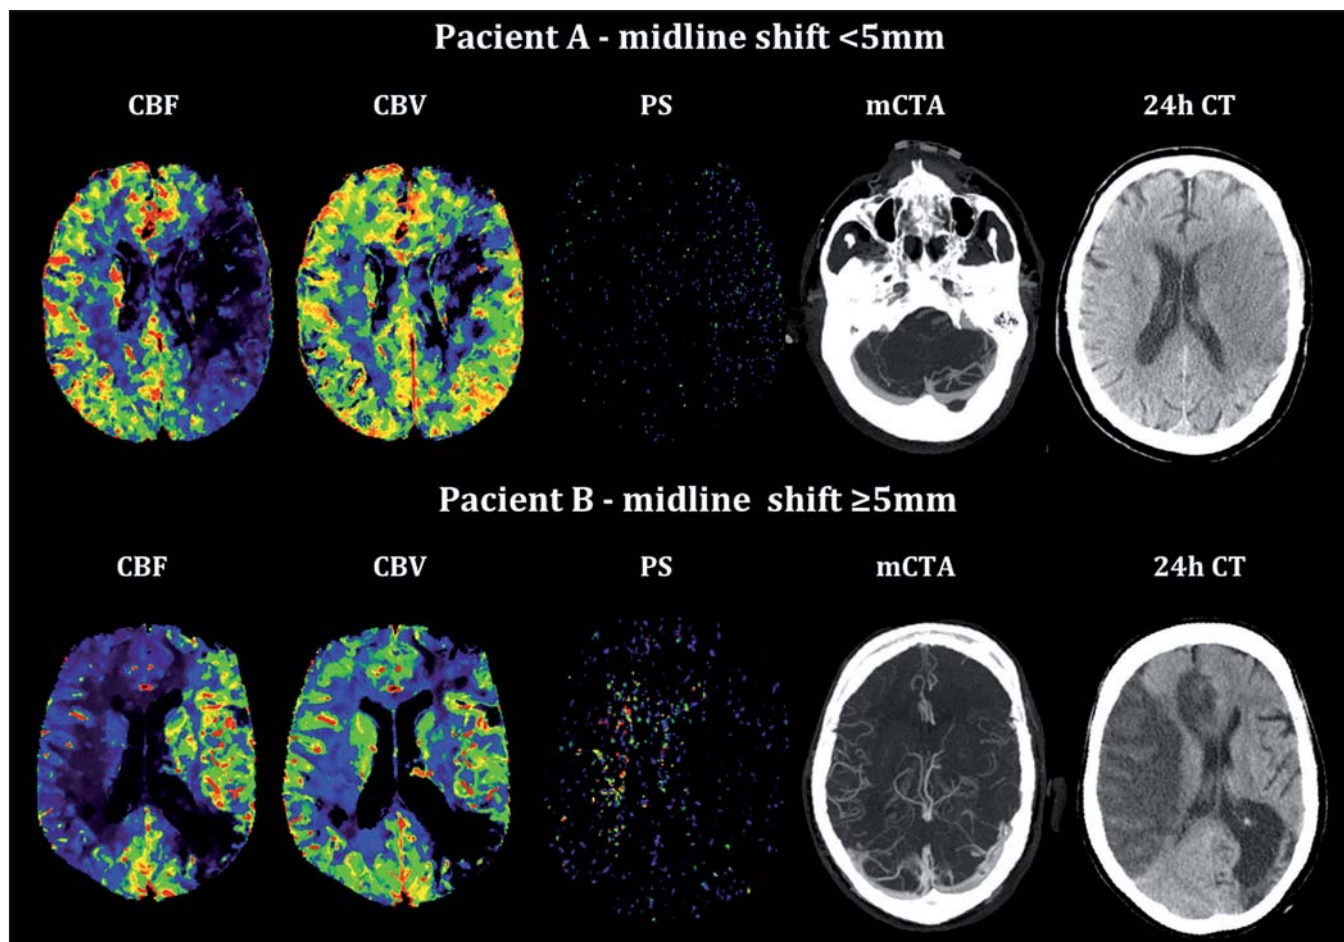 Pacient A - midline shift <5mm
CBF CBV PS mCTA 24h CT
Pacient B - midline shift ≥5mm
CBF CBV PS mCTA 24h CT